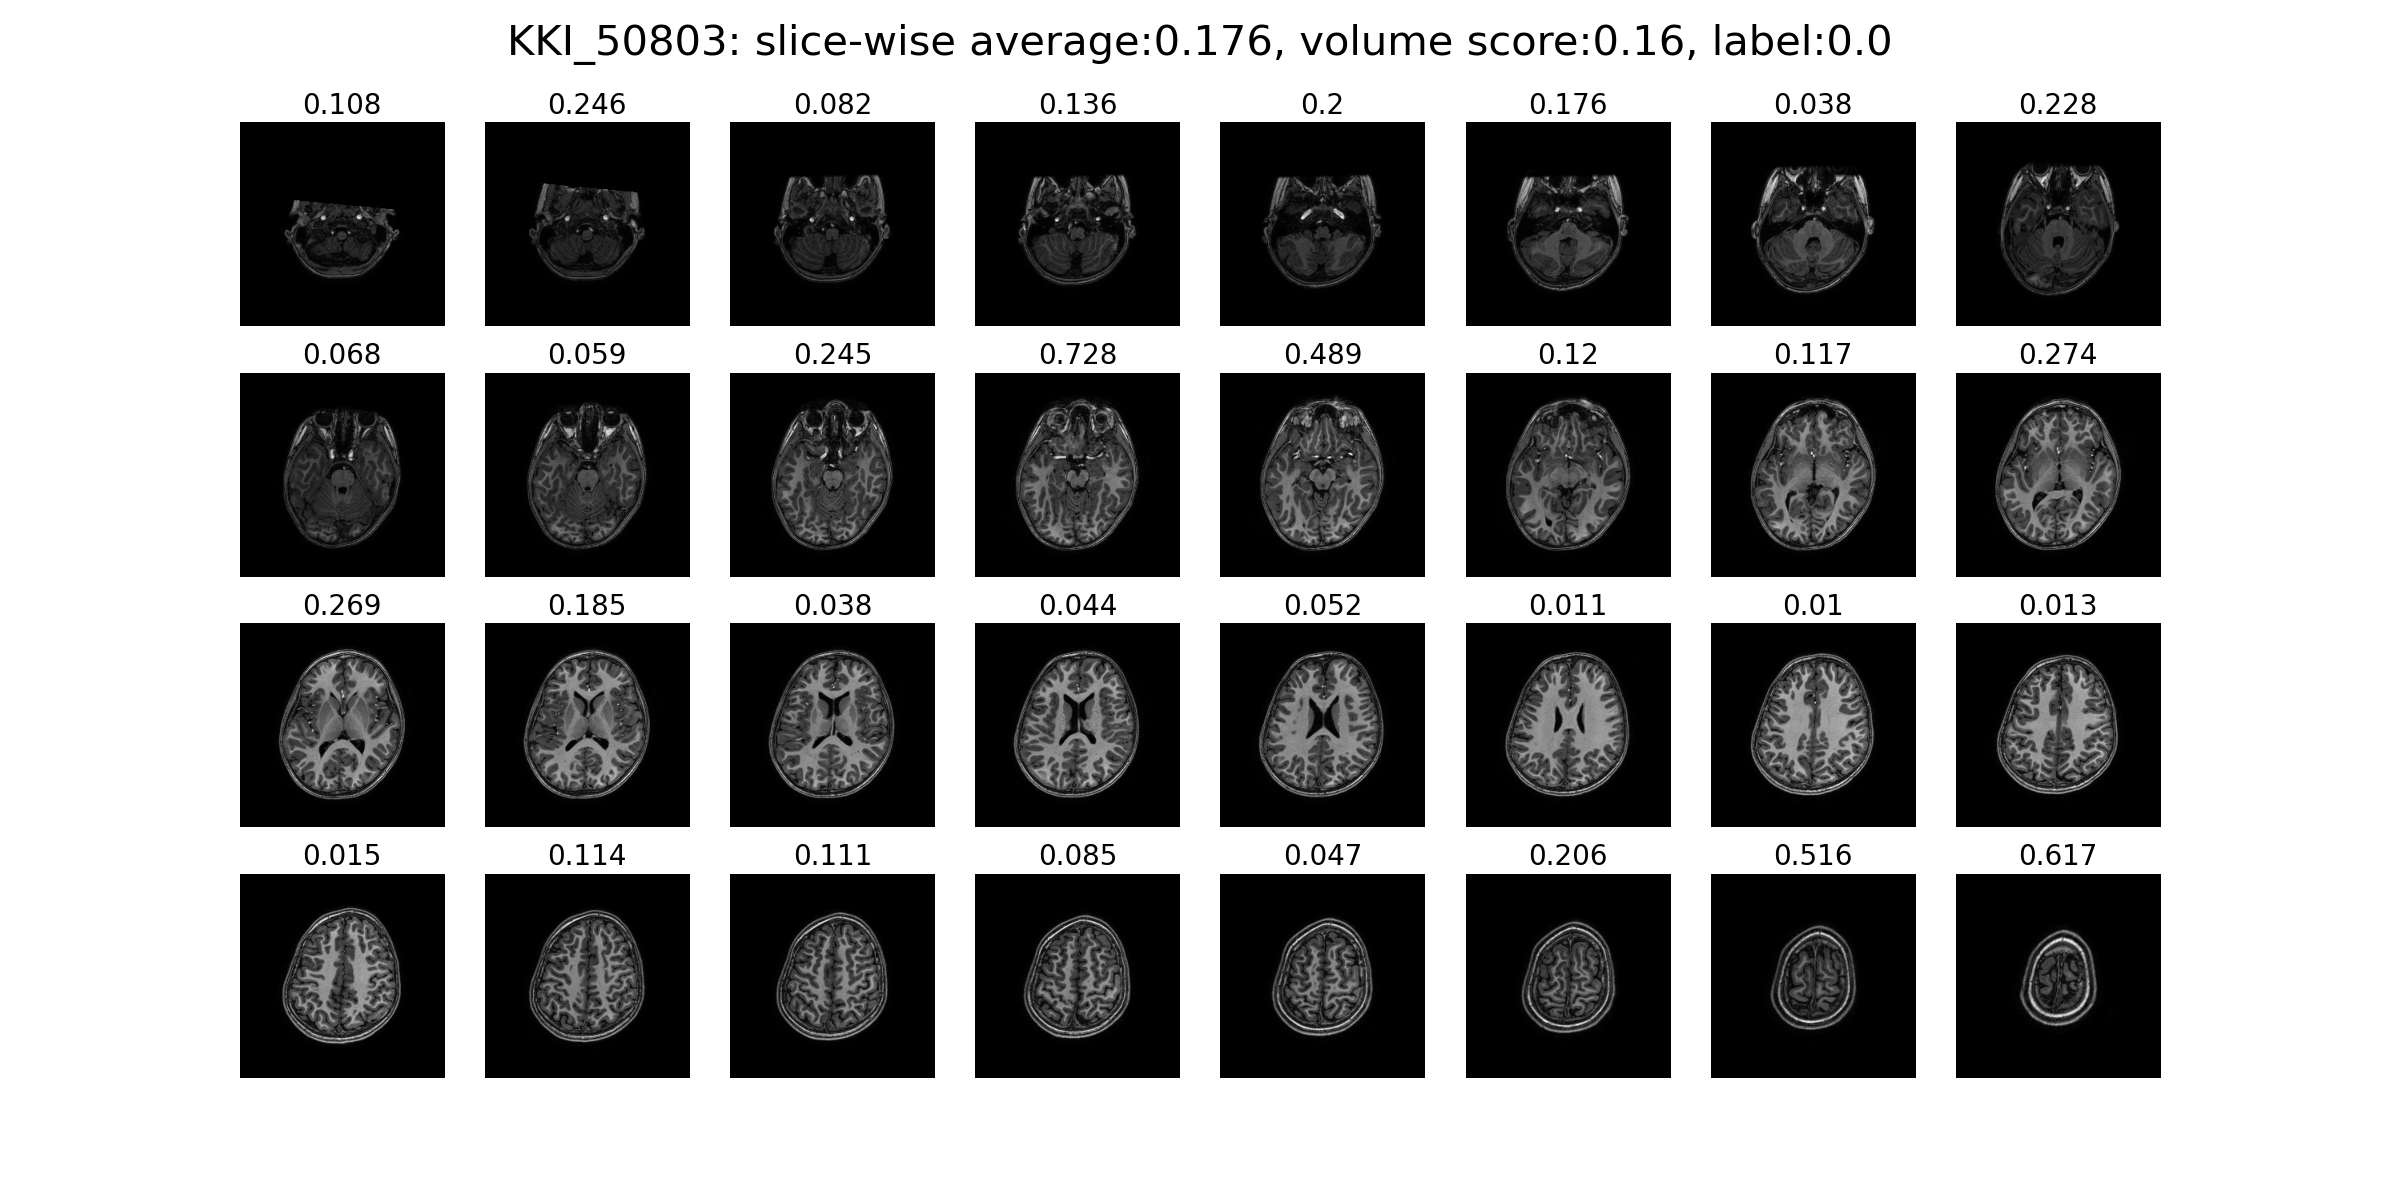 KKI_50803: slice-wise average:0.176, volume score:0.16, label:0.0
0.108 0.246 0.082 0.136 0.2 0.176 0.038 0.228
0.068 0.059 0.245 0.728 0.489 0.12 0.117 0.274
0.269 0.185 0.038 0.044 0.052 0.011 0.01 0.013
0.015 0.114 0.111 0.085 0.047 0.206 0.516 0.617